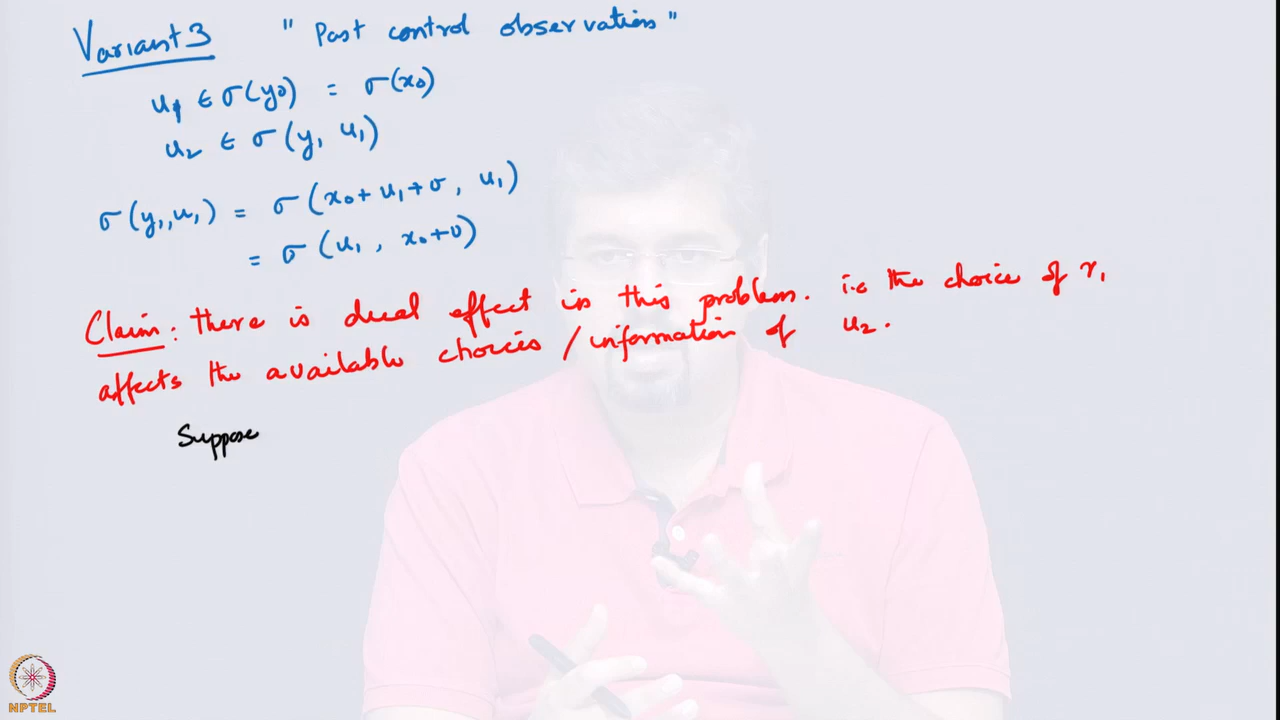 Variant 3 " Past control observation "
u₁ ∈ σ(y₀) = σ(x₀)
u₂ ∈ σ(y₁ u₁)
σ(y₁, u₁) = σ(x₀ + u₁ + v, u₁)
= σ(u₁ , x₀+v)
Claim : there is dual effect in this problem. i.e the choice of γ₁
affects the available choices / information of u₂.
Suppose
NPTEL